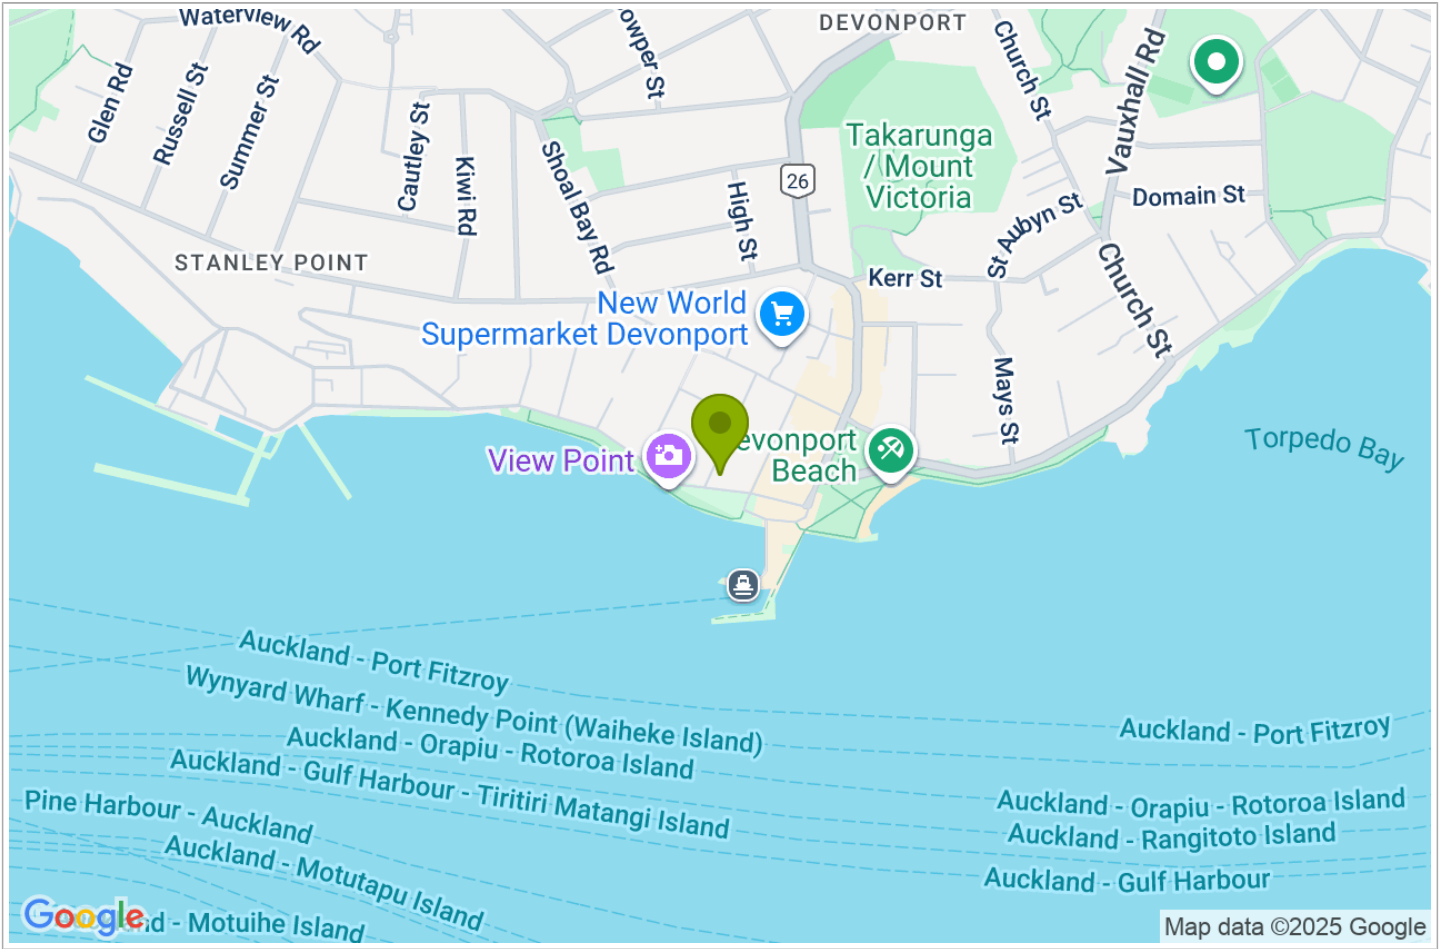 Waterview Rd
Glen Rd
Russell St
Summer St
Cautley St
Kiwi Rd
Shoal Bay Rd
High St
26
DEVONPORT
Church St
Vauxhall Rd
Takarunga
/ Mount
Victoria
Domain St
St Aubyn St
Kerr St
Church St
Mays St
STANLEY POINT
New World
Supermarket Devonport
View Point
evonport
Beach
Torpedo Bay
Auckland - Port Fitzroy
Wynyard Wharf - Kennedy Point (Waiheke Island)
Auckland - Orapiu - Rotoroa Island
Auckland - Gulf Harbour - Tiritiri Matangi Island
Pine Harbour - Auckland
Auckland - Motutapu Island
nd - Motuihe Island
Auckland - Port Fitzroy
Auckland - Orapiu - Rotoroa Island
Auckland - Rangitoto Island
Auckland - Gulf Harbour
Google
Map data ©2025 Google